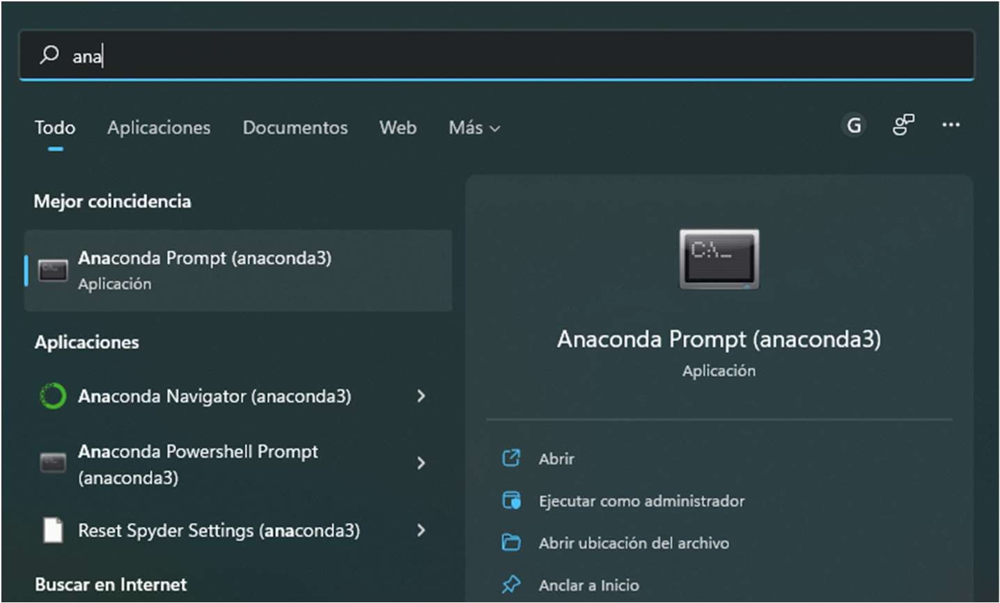 ana
Todo Aplicaciones Documentos Web Más G
Mejor coincidencia
Anaconda Prompt (anaconda3)
Aplicación
Aplicaciones
Anaconda Navigator (anaconda3)
Anaconda Powershell Prompt
(anaconda3)
Reset Spyder Settings (anaconda3)
Buscar en Internet
C:\_
Anaconda Prompt (anaconda3)
Aplicación
Abrir
Ejecutar como administrador
Abrir ubicación del archivo
Anclar a Inicio